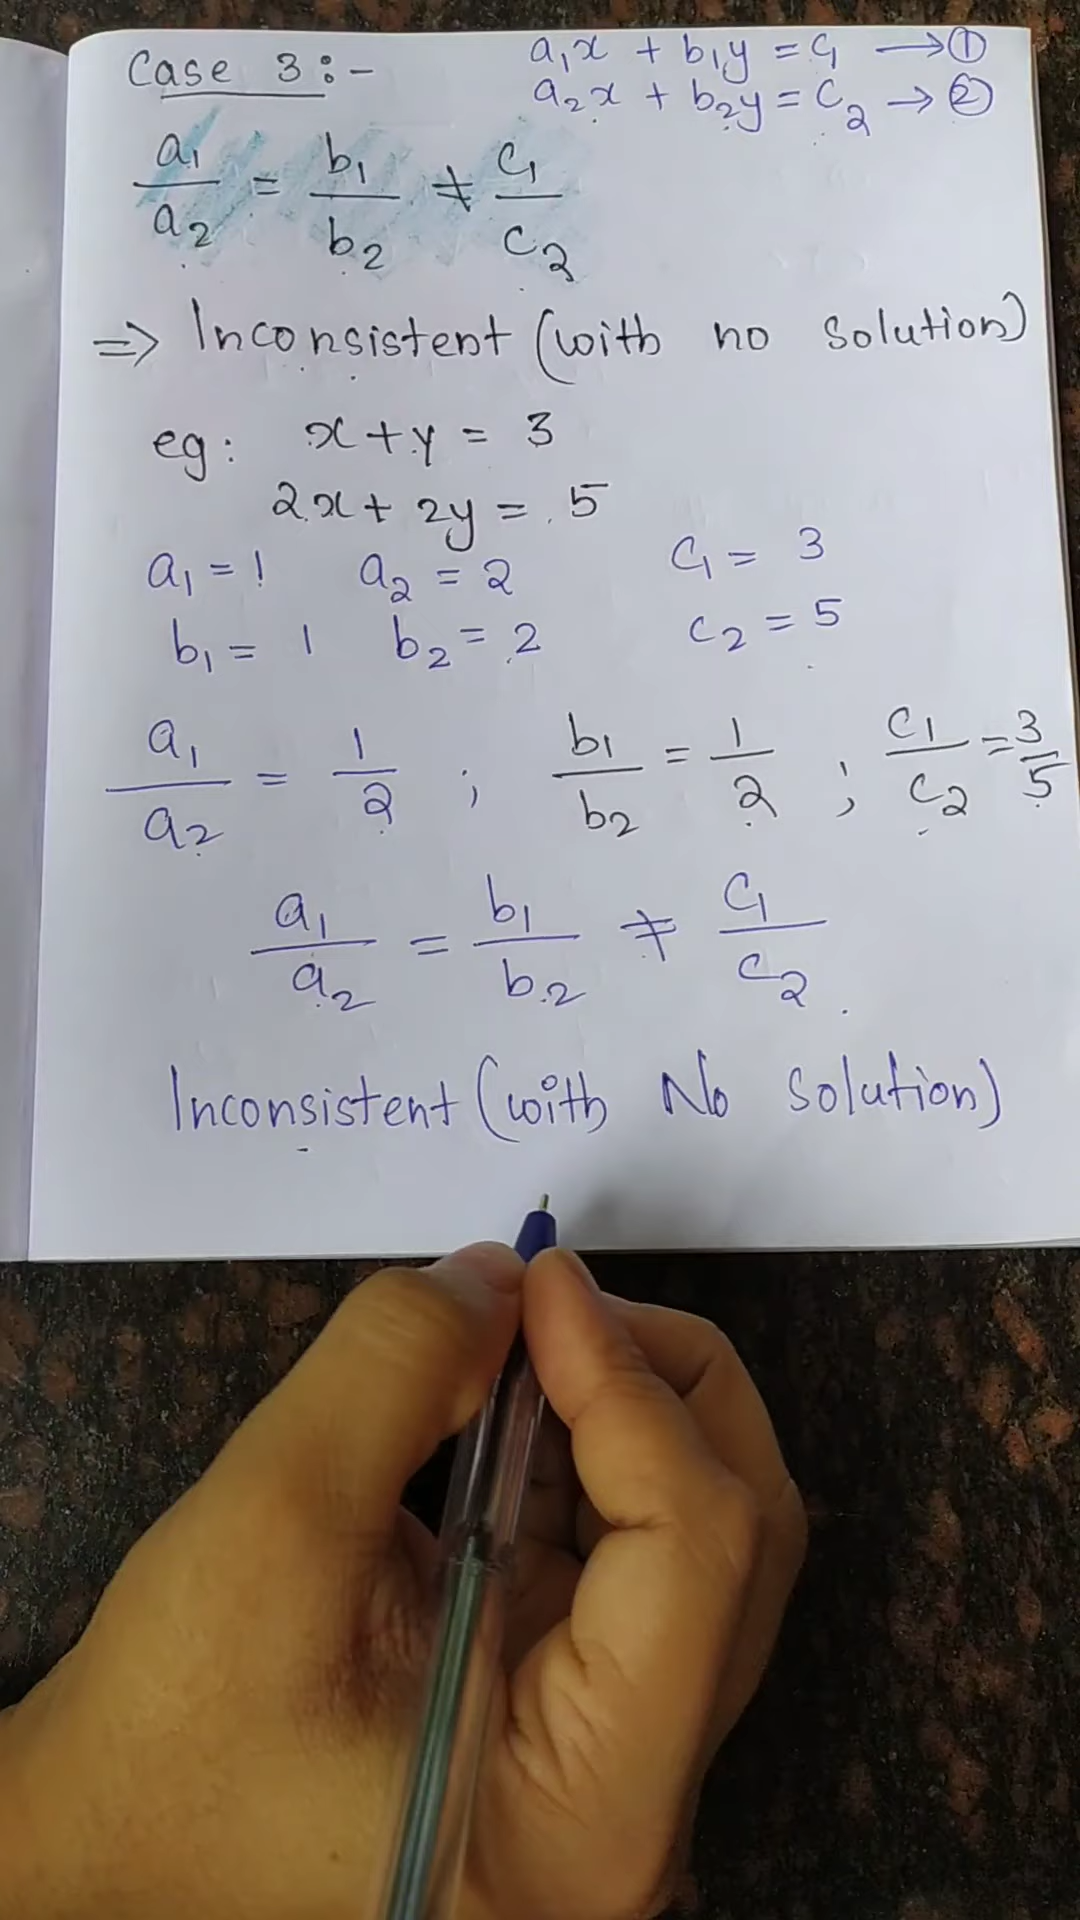 Case 3:-
a₁x + b₁y = c₁ → ①
a₂x + b₂y = c₂ → ②
a₁/a₂ = b₁/b₂ ≠ c₁/c₂
⇒ Inconsistent (with no solution)
eg: x + y = 3
2x + 2y = 5
a₁ = 1 a₂ = 2 c₁ = 3
b₁ = 1 b₂ = 2 c₂ = 5
a₁/a₂ = 1/2 ; b₁/b₂ = 1/2 ; c₁/c₂ = 3/5
a₁/a₂ = b₁/b₂ ≠ c₁/c₂
Inconsistent (with No solution)